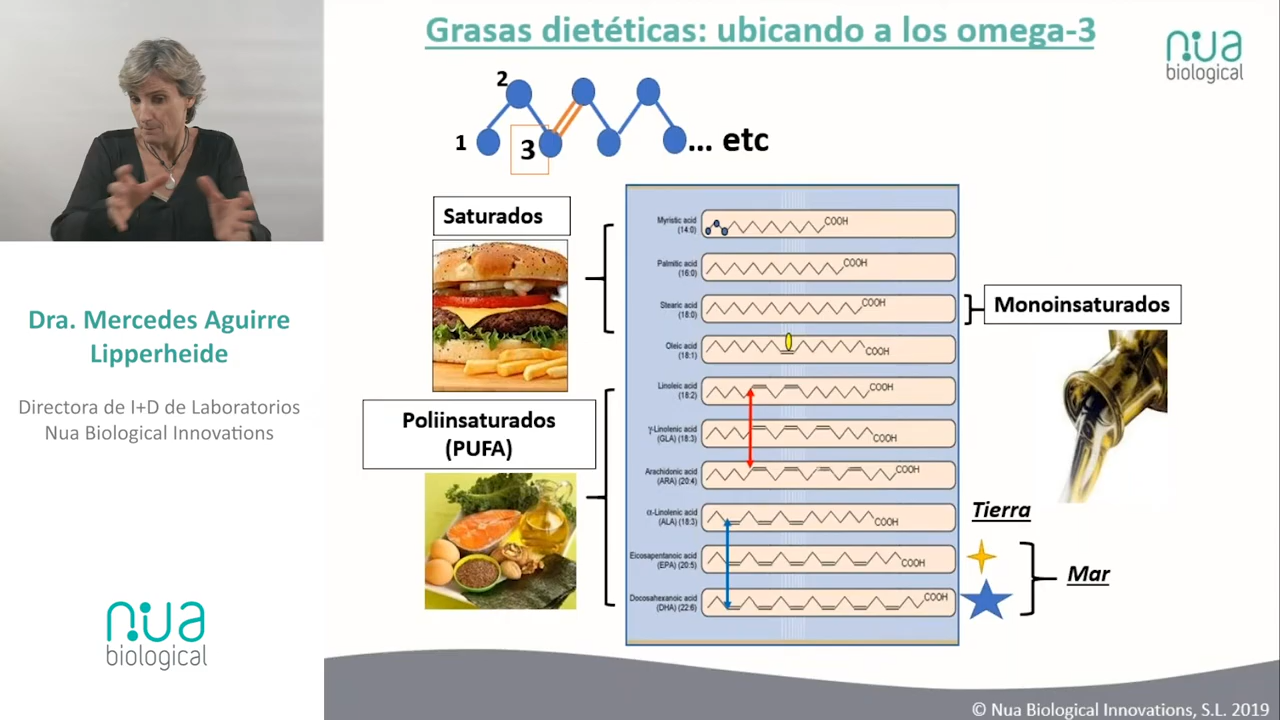 Grasas dietéticas: ubicando a los omega-3
nua
biological
2
1
3
... etc
Saturados
Myristic acid
(14:0)
COOH
Palmitic acid
(16:0)
COOH
Stearic acid
(18:0)
COOH
Monoinsaturados
Oleic acid
(18:1)
COOH
Dra. Mercedes Aguirre
Lipperheide
Directora de I+D de Laboratorios
Nua Biological Innovations
Poliinsaturados
(PUFA)
Linoleic acid
(18:2)
COOH
γ-Linolenic acid
(GLA) (18:3)
COOH
Arachidonic acid
(ARA) (20:4)
COOH
α-Linolenic acid
(ALA) (18:3)
COOH
Tierra
Eicosapentanoic acid
(EPA) (20:5)
COOH
Mar
Docosahexanoic acid
(DHA) (22:6)
COOH
nua
biological
© Nua Biological Innovations, S.L. 2019